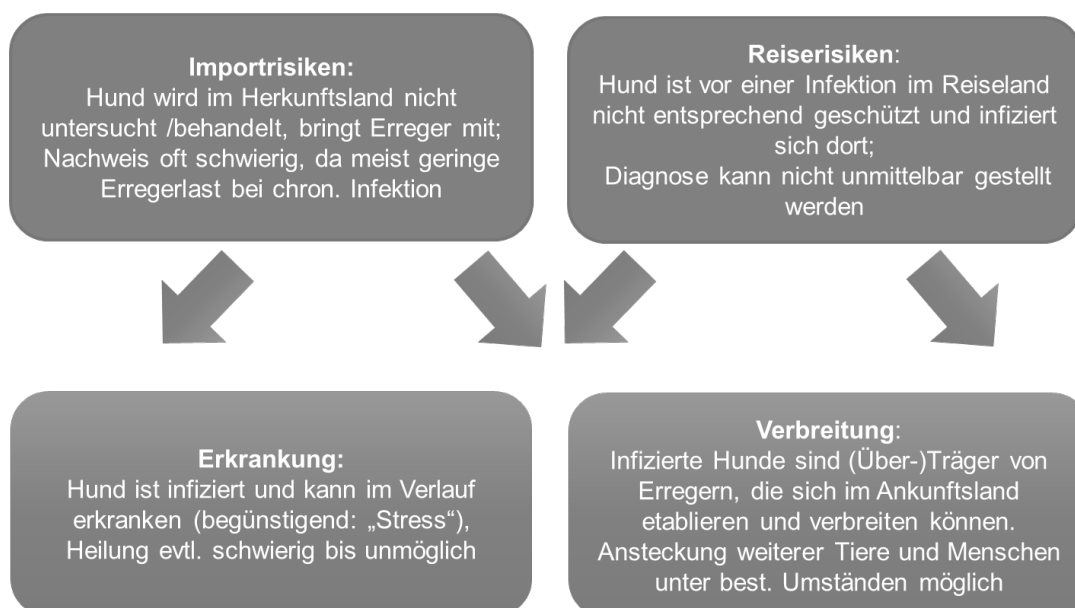 Importrisiken:
Hund wird im Herkunftsland nicht
untersucht /behandelt, bringt Erreger mit;
Nachweis oft schwierig, da meist geringe
Erregerlast bei chron. Infektion
Reiserisiken:
Hund ist vor einer Infektion im Reiseland
nicht entsprechend geschützt und infiziert
sich dort;
Diagnose kann nicht unmittelbar gestellt
werden
Erkrankung:
Hund ist infiziert und kann im Verlauf
erkranken (begünstigend: „Stress“),
Heilung evtl. schwierig bis unmöglich
Verbreitung:
Infizierte Hunde sind (Über-)Träger von
Erregern, die sich im Ankunftsland
etablieren und verbreiten können.
Ansteckung weiterer Tiere und Menschen
unter best. Umständen möglich